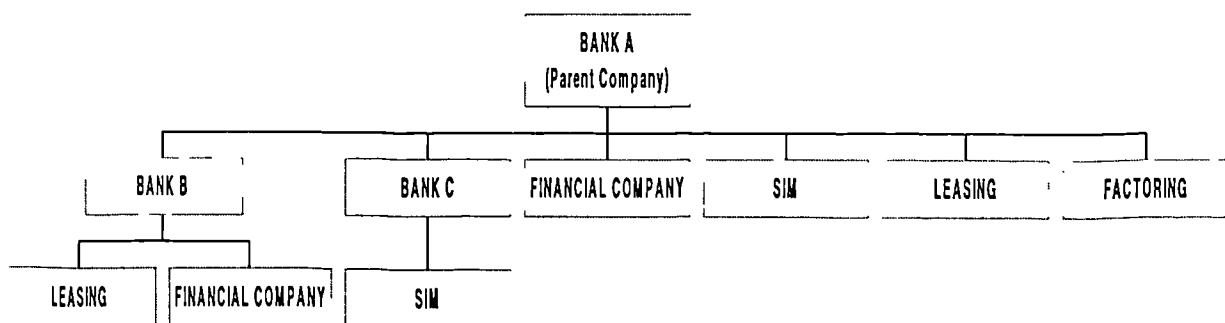 BANK A
(Parent Company)
BANK B
BANK C
FINANCIAL COMPANY
SIM
LEASING
FACTORING
LEASING
FINANCIAL COMPANY
SIM